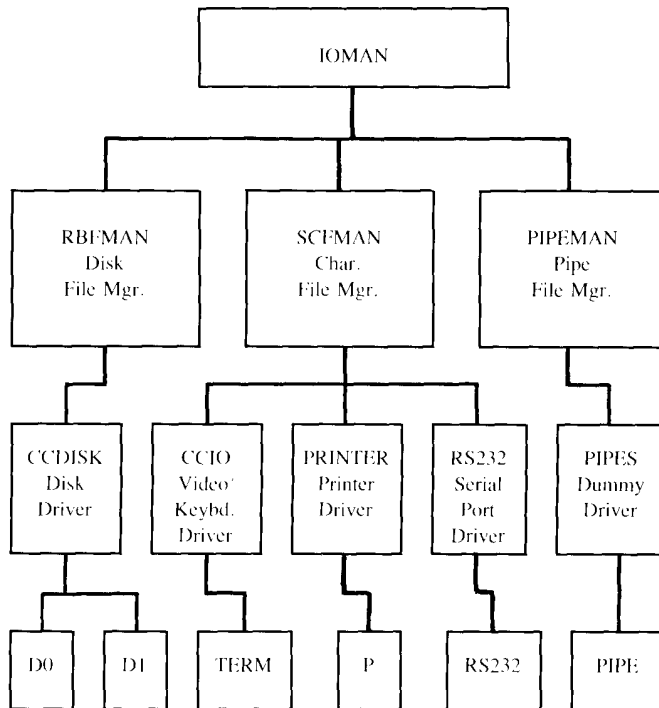 IOMAN
RBFMAN
Disk
File Mgr.
SCFMAN
Char.
File Mgr.
PIPEMAN
Pipe
File Mgr.
CCDISK
Disk
Driver
CCIO
Video/
Keybd.
Driver
PRINTER
Printer
Driver
RS232
Serial
Port
Driver
PIPES
Dummy
Driver
D0
D1
TERM
P
RS232
PIPE